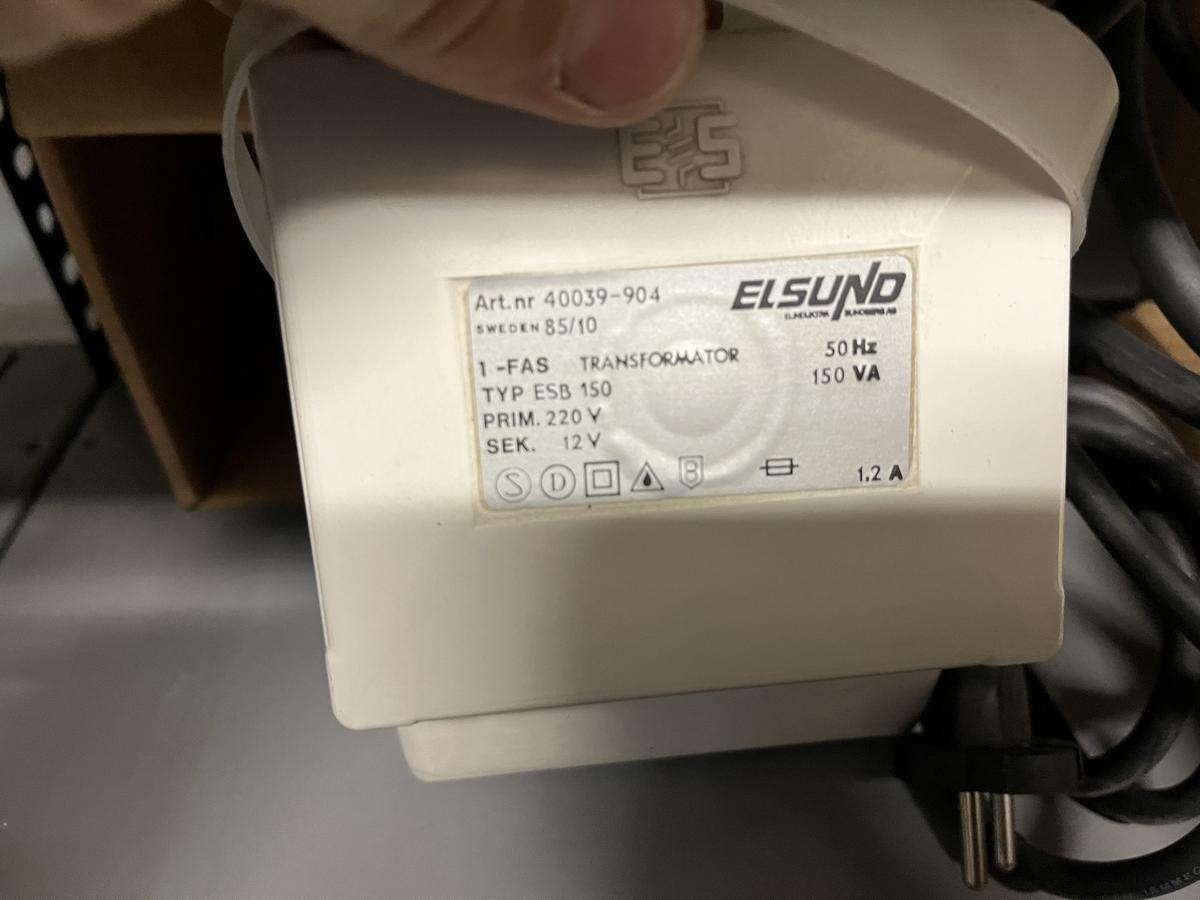 ES
Art.nr 40039-904
ELSUND
SWEDEN 85/10
1-FAS TRANSFORMATOR
50 Hz
TYP ESB 150
150 VA
PRIM. 220 V
SEK. 12 V
S D B
1,2 A